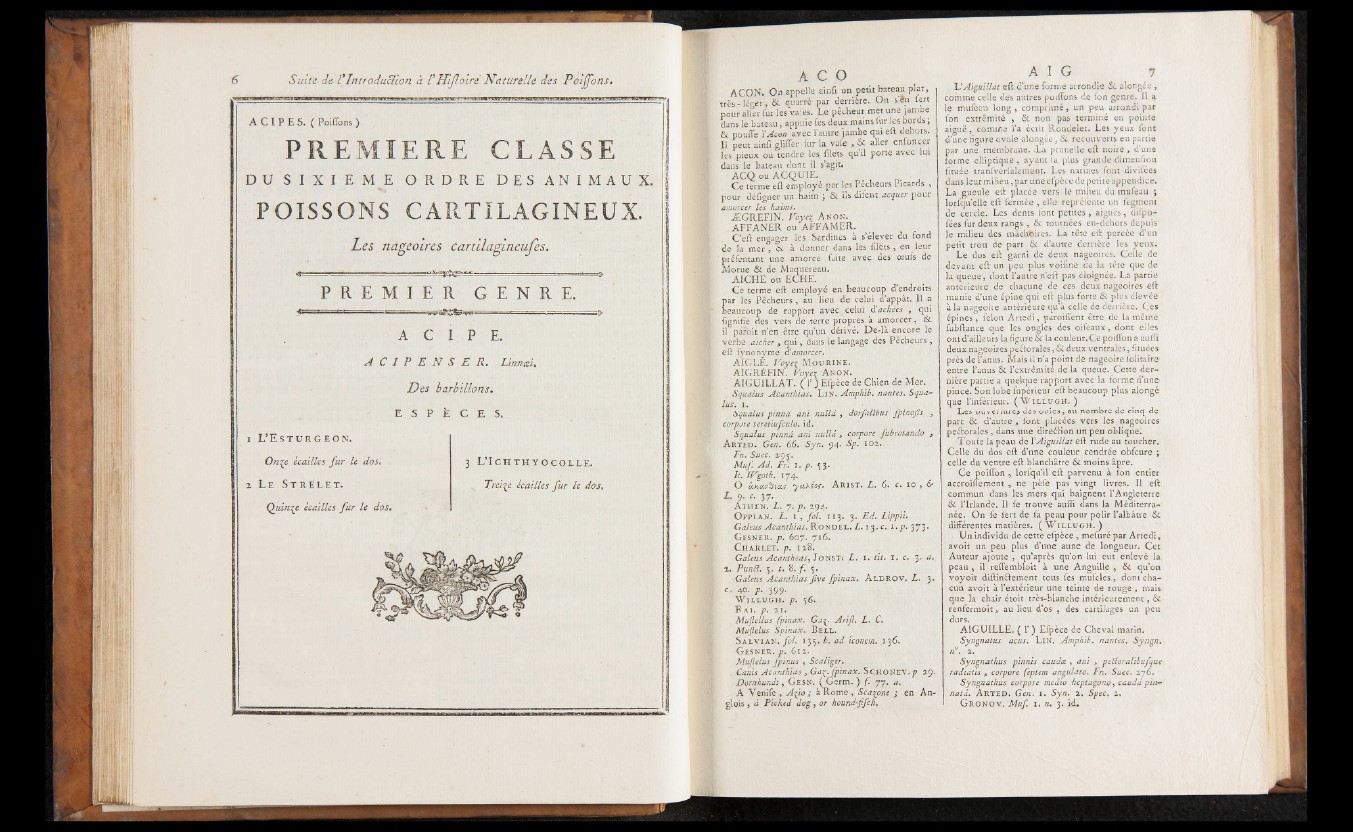 6 Suite de l'Introduction à l'Histoire Naturelle des Poissons.
ACIPES. (Poissons)
PREMIERE CLASSE
DU SIXIEME ORDRE DES ANIMAUX.
POISSONS CARTILAGINEUX.
Les nageoires cartilagineuses.
PREMIER GENRE.
ACIPE.
ACIPENSER. Linnæi.
Des barbillons.
ESPÈCES.
1 L'ESTURGEON.
Onze écailles sur le dos.
2 LE STRELET.
Quinze écailles sur le dos.
3 L'ICHTHYOCOLLE.
Treize écailles sur le dos.
ACO
ACON. On appelle ainsi un petit bateau plat,
très-léger, & quarré par derrière. On s'en sert
pour aller sur les vases. Le pêcheur met une jambe
dans le bateau, appuie ses deux mains sur les bords;
& pousse l'Acon avec l'autre jambe qui est dehors.
Il peut ainsi glisser sur la vase, & aller enfoncer
les pieux ou tendre les filets qu'il porte avec lui
dans le bateau dont il s'agit.
ACQ ou ACQUIE.
Ce terme est employé par les Pêcheurs Picards,
pour désigner un haim; & ils disent acquer pour
amorcer les haims.
ÆGREFIN. Voyez ANON.
AFFANER ou AFFAMER.
C'est engager les Sardines à s'élever du fond
de la mer, & à donner dans les filets, en leur
présentant une amorce faite avec des œufs de
Morue & de Maquereau.
AICHE ou ECHE.
Ce terme est employé en beaucoup d'endroits
par les Pêcheurs, au lieu de celui d'appât. Il a
beaucoup de rapport avec celui d'achées, qui
signifie des vers de terre propres à amorcer, &
il paroît n'en être qu'un dérivé. De-là encore le
verbe aicher, qui, dans le langage des Pêcheurs,
est synonyme d'amorcer.
AIGLE. Voyez MOURINE.
AIGREFIN. Voyez ANON.
AIGUILLAT. (l') Espèce de Chien de Mer.
Squalus Acanthias. LIN. Amphib. nantes. Squa-
lus. 1.
Squalus pinna ani nullâ, dorsalibus spinosis,
corpore teretiusculo. id.
Squalus pinnâ ani nullâ, corpore subrotundo,
ARTED. Gen. 66. Syn. 94. Sp. 102.
Fn. Suec. 295.
Mus. Ad. Fr. 1. p. 53.
It. Wgoth. 174.
Ο ἀκανθίας γαλεός. ARIST. L. 6. c. 10, &
L. 9. c. 37.
ATHEN. L. 7. p. 292.
OPPIAN. L. 1, fol. 113. 3. Ed. Lippii.
Galeus Acanthias. RONDEL. L. 13. c. 1. p. 373.
GESNER. p. 607. 716.
CHARLET. p. 128.
Galeus Acantheas, JONST: L. 1. tit. 1. c. 3. a.
2. Punct. 5. t. 8. f. 5.
Galeus Acanthias sive spinax. ALDROV. L. 3.
c. 40. p. 399.
WILLUGH. p. 56.
RAI. p. 21.
Mustellus spinax. Gaz. Arist. L. C.
Mustelus Spinax. BELL.
SALVIAN. fol. 135. b. ad iconem. 136.
GESNER. p. 612.
Mustelus spinus, Scaliger.
Canis Acanthias, Gaz. spinax. SCHONEV. p 29.
Dornhundt, GESN. (Germ.) f. 77. a.
A Venise, Azio; à Rome, Scazone; en An-
glois, a Picked dog, or hound-fisch.
AIG 7
L'Aiguillat est d'une forme arrondie & alongée,
comme celle des autres poissons de son genre. Il a
le museau long, comprimé, un peu arrondi par
son extrêmité, & non pas terminé en pointe
aiguë, comme l'a écrit Rondelet. Les yeux sont
d'une figure ovale alongée, & recouverts en partie
par une membrane. La prunelle est noire, d'une
forme elliptique, ayant sa plus grande dimension
située transversalement. Les narines sont divisées
dans leur milieu, par une espèce de petite appendice.
La gueule est placée vers le milieu du museau;
lorsqu'elle est fermée, elle représente un segment
de cercle. Les dents sont petites, aiguës, dispo-
sées sur deux rangs, & tournées en-dehors depuis
le milieu des mâchoires. La tête est percée d'un
petit trou de part & d'autre derrière les yeux.
Le dos est garni de deux nageoires. Celle de
devant est un peu plus voisine de la tête que de
la queue, dont l'autre n'est pas éloignée. La partie
antérieure de chacune de ces deux nageoires est
munie d'une épine qui est plus forte & plus élevée
à la nageoire antérieure qu'à celle de derrière. Ces
épines, selon Artedi, paroissent être de la même
substance que les ongles des oiseaux, dont elles
ont d'ailleurs la figure & la couleur. Ce poisson a aussi
deux nageoires pectorales, & deux ventrales, situées
près de l'anus. Mais il n'a point de nageoire solitaire
entre l'anus & l'extrêmité de la queue. Cette der-
nière partie a quelque rapport avec la forme d'une
pince. Son lobe supérieur est beaucoup plus alongé
que l'inférieur. (WILLUGH.)
Les ouvertures des ouïes, au nombre de cinq de
part & d'autre, sont placées vers les nageoires
pectorales, dans une direction un peu oblique.
Toute la peau de l'Aiguillat est rude au toucher.
Celle du dos est d'une couleur cendrée obscure;
celle du ventre est blanchâtre & moins âpre.
Ce poisson, lorsqu'il est parvenu à son entier
accroissement, ne pèse pas vingt livres. Il est
commun dans les mers qui baignent l'Angleterre
& l'Irlande. Il se trouve aussi dans la Méditerra-
née. On se sert de sa peau pour polir l'albâtre &
différentes matières. (WILLUGH.)
Un individu de cette espèce, mesuré par Artedi,
avoit un peu plus d'une aune de longueur. Cet
Auteur ajoute, qu'après qu'on lui eut enlevé la
peau, il ressembloit à une Anguille, & qu'on
voyoit distinctement tous ses muscles, dont cha-
cun avoit à l'extérieur une teinte de rouge, mais
que la chair étoit très-blanche intérieurement, &
renfermoit, au lieu d'os, des cartilages un peu
durs.
AIGUILLE. (l') Espèce de Cheval marin.
Syngnatus acus. LIN. Amphib. nantes. Syngn.
n°. 2.
Syngnathus pinnis caudæ, ani, pectoralibusque
radiatis, corpore septem angulato. Fn. Suec. 276.
Syngnathus corpore medio heptagono, caudâ pin-
natâ. ARTED. Gen. 1. Syn. 2. Spec. 2.
GRONOV. Mus. 1. n. 3. id.